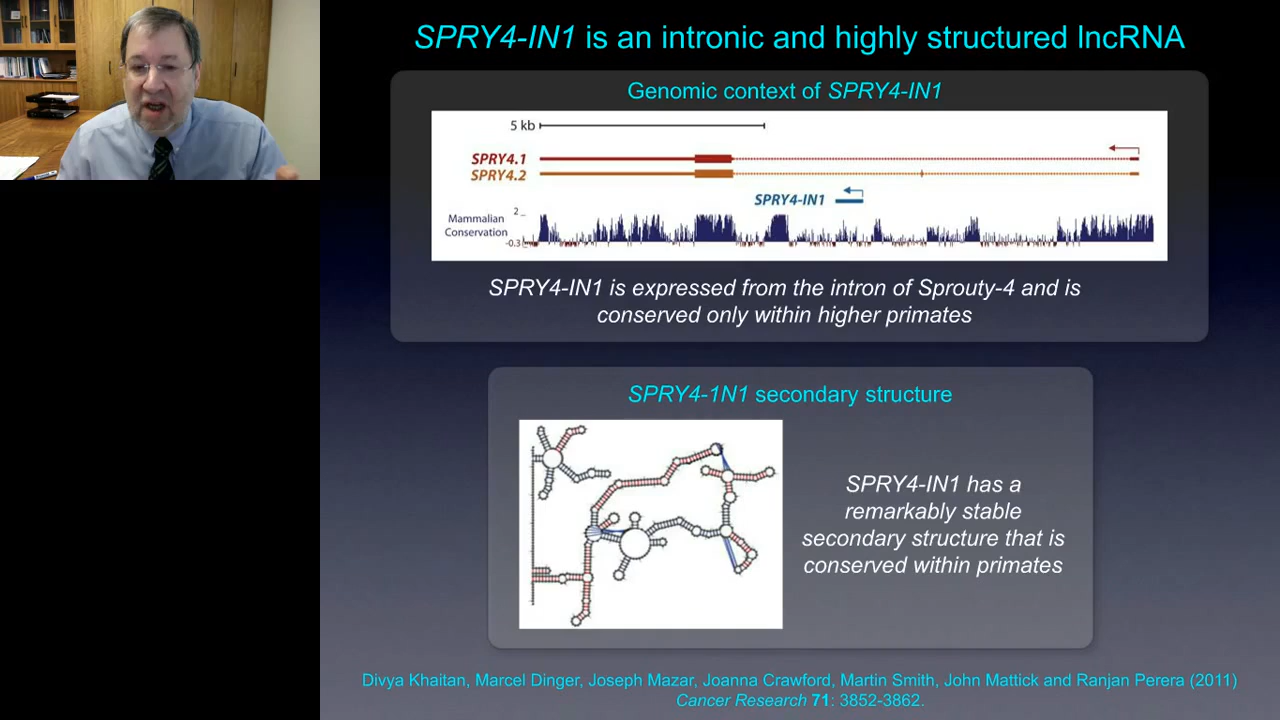 SPRY4-IN1 is an intronic and highly structured lncRNA
Genomic context of SPRY4-IN1
5 kb
SPRY4.1
SPRY4.2
SPRY4-IN1
Mammalian
Conservation
2
-0.3
SPRY4-IN1 is expressed from the intron of Sprouty-4 and is
conserved only within higher primates
SPRY4-1N1 secondary structure
SPRY4-IN1 has a
remarkably stable
secondary structure that is
conserved within primates
Divya Khaitan, Marcel Dinger, Joseph Mazar, Joanna Crawford, Martin Smith, John Mattick and Ranjan Perera (2011)
Cancer Research 71: 3852-3862.